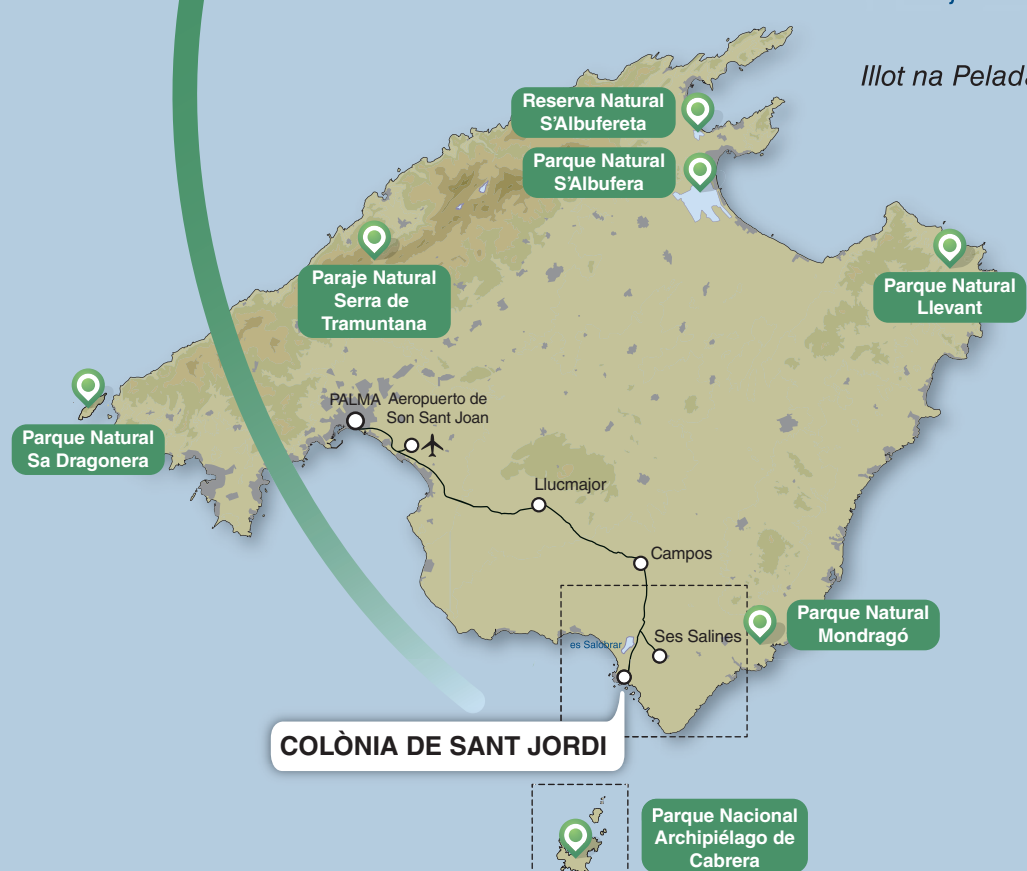 Illot na Pelada
Reserva Natural
S'Albufereta
Parque Natural
S'Albufera
Paraje Natural
Serra de
Tramuntana
Parque Natural
Llevant
PALMA
Aeropuerto de
Son Sant Joan
Parque Natural
Sa Dragonera
Llucmajor
Campos
Parque Natural
Mondragó
Ses Salines
es Salobrar
COLÒNIA DE SANT JORDI
Parque Nacional
Archipiélago de
Cabrera